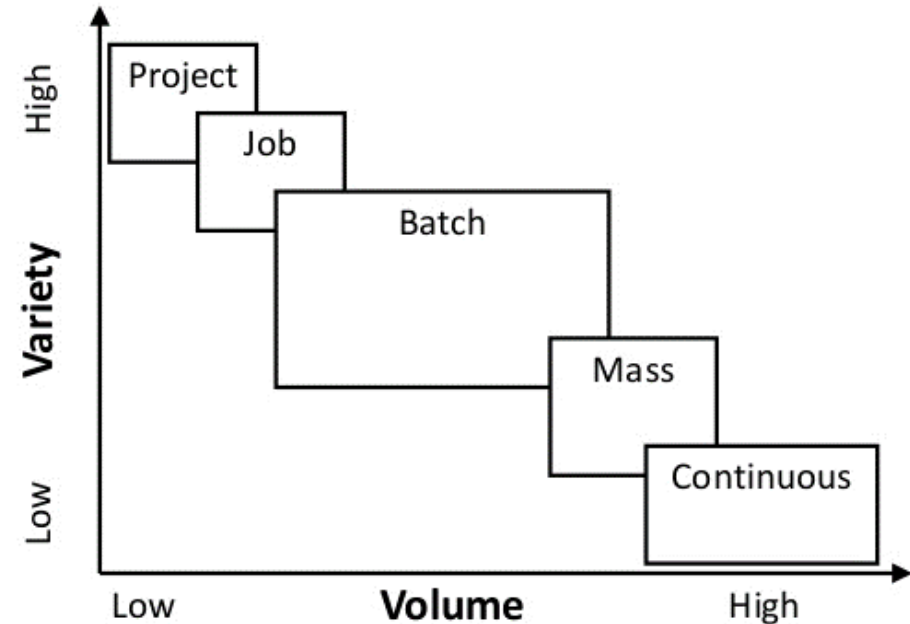 High
Project
Job
Batch
Variety
Mass
Continuous
Low
Low
Volume
High